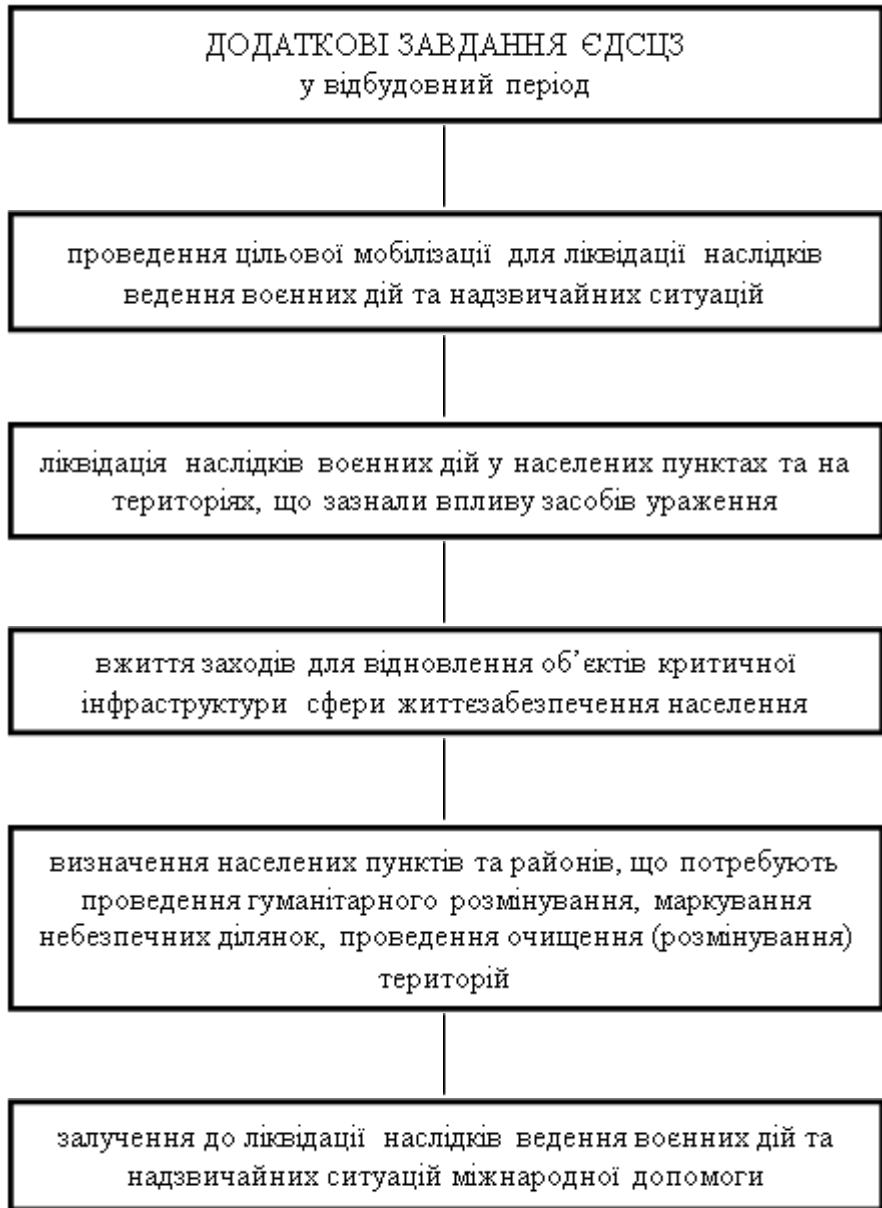 ДОДАТКОВІ ЗАВДАННЯ ЄДСЦЗ
у відбудовний період
проведення цільової мобілізації для ліквідації наслідків
ведення воєнних дій та надзвичайних ситуацій
ліквідація наслідків воєнних дій у населених пунктах та на
територіях, що зазнали впливу засобів ураження
вжиття заходів для відновлення об’єктів критичної
інфраструктури сфери життєзабезпечення населення
визначення населених пунктів та районів, що потребують
проведення гуманітарного розмінування, маркування
небезпечних ділянок, проведення очищення (розмінування)
територій
залучення до ліквідації наслідків ведення воєнних дій та
надзвичайних ситуацій міжнародної допомоги